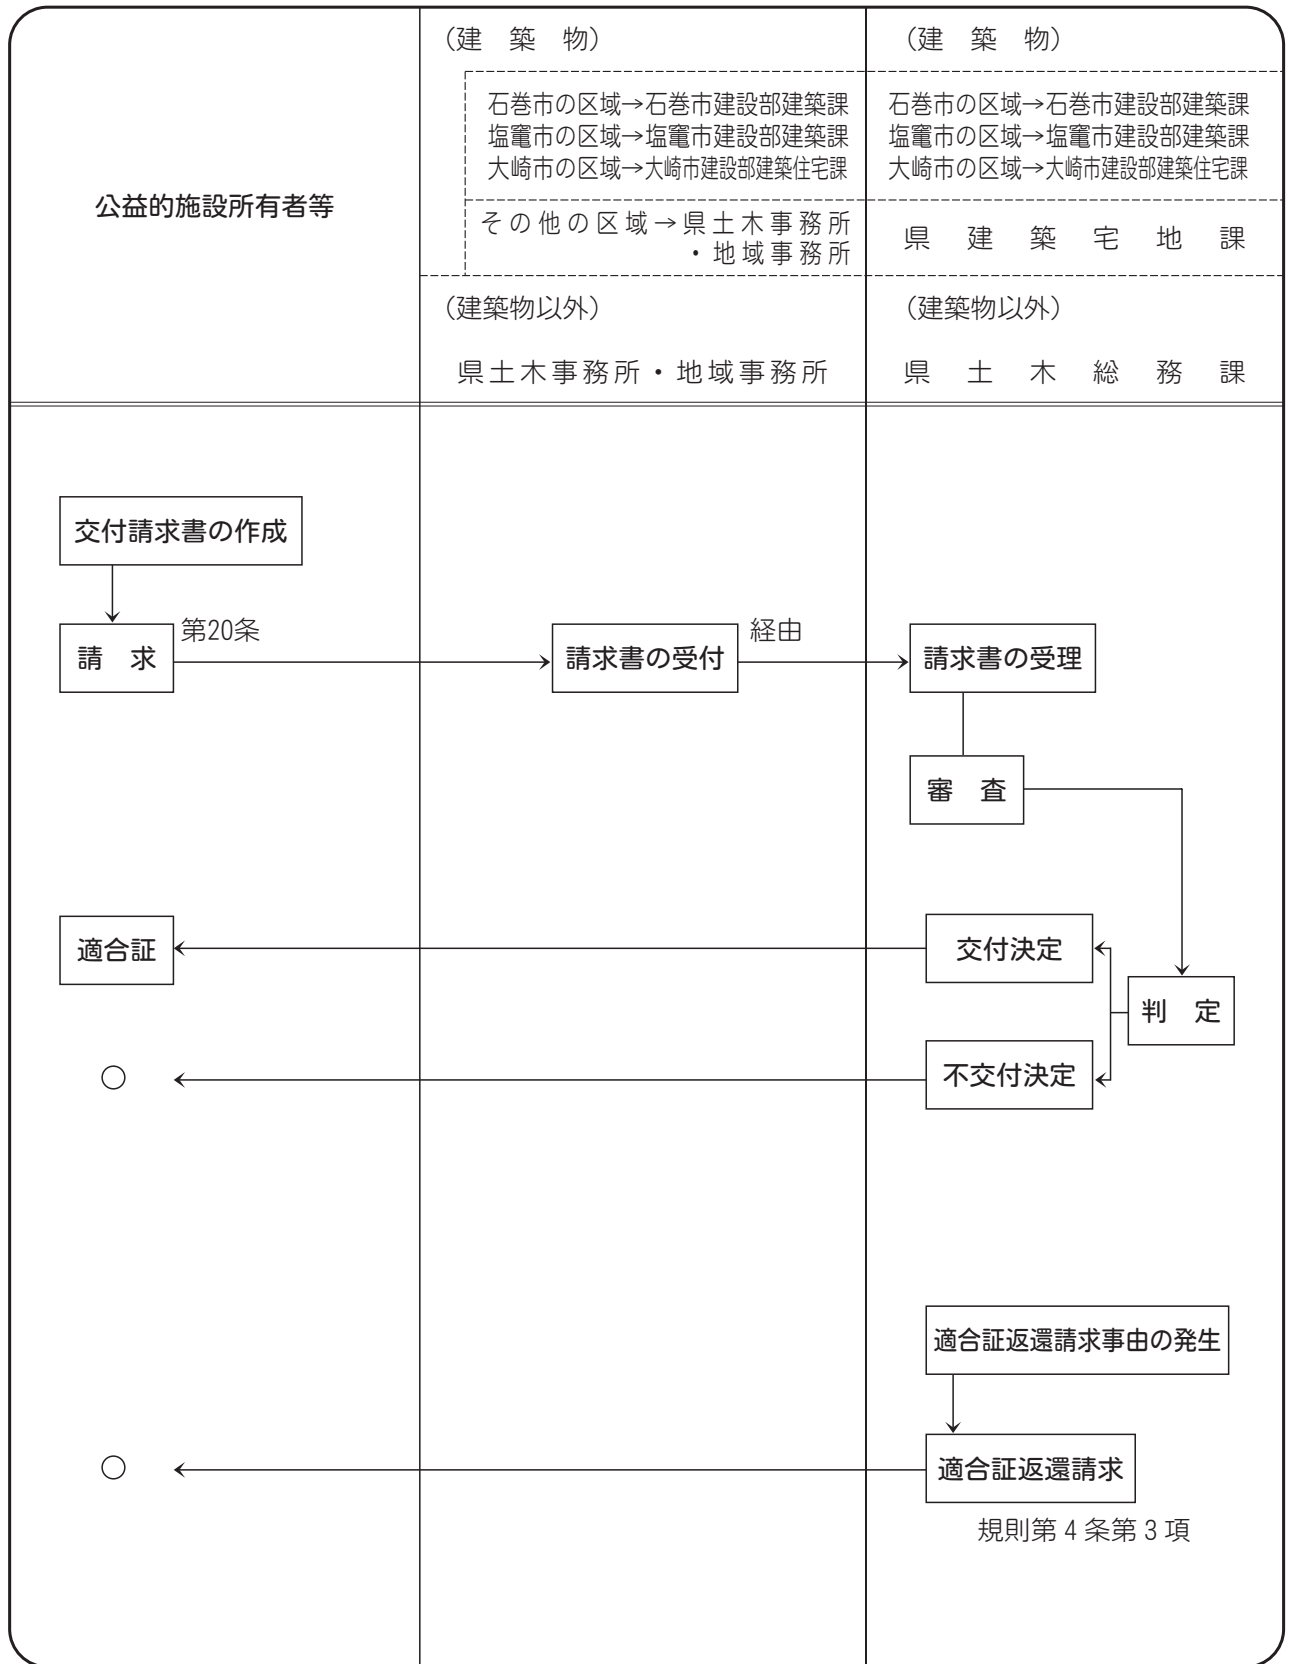 公益的施設所有者等
（建 築 物）
石巻市の区域→石巻市建設部建築課
塩竈市の区域→塩竈市建設部建築課
大崎市の区域→大崎市建設部建築住宅課
その他の区域→県土木事務所
・地域事務所
（建築物以外）
県土木事務所・地域事務所
（建 築 物）
石巻市の区域→石巻市建設部建築課
塩竈市の区域→塩竈市建設部建築課
大崎市の区域→大崎市建設部建築住宅課
県 建 築 宅 地 課
（建築物以外）
県 土 木 総 務 課
交付請求書の作成
請 求
第20条
請求書の受付
経由
請求書の受理
審 査
適合証
交付決定
判 定
不交付決定
適合証返還請求事由の発生
適合証返還請求
規則第4条第3項